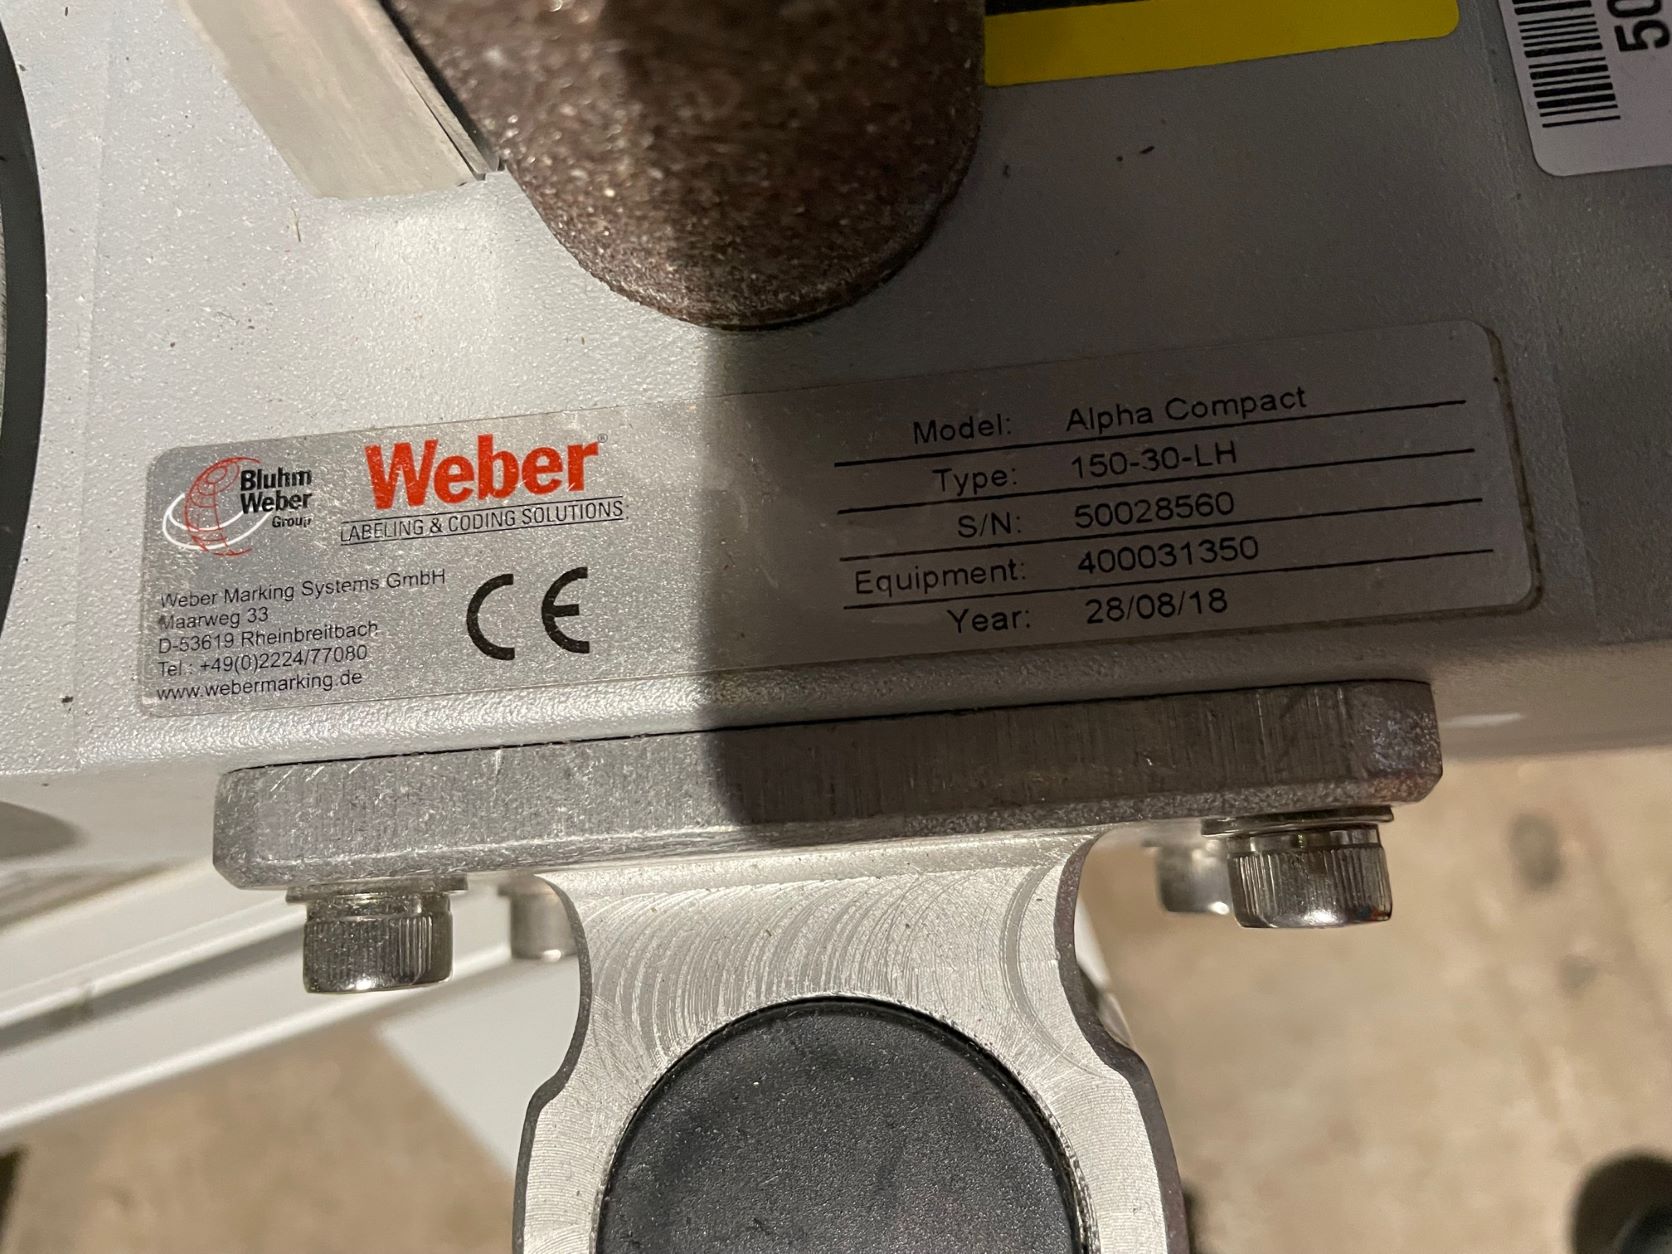 50
Bluhm
Weber
Group
Weber®
LABELING & CODING SOLUTIONS
Weber Marking Systems GmbH
Maarweg 33
D-53619 Rheinbreitbach
Tel.: +49(0)2224/77080
www.webermarking.de
CE
Model: Alpha Compact
Type: 150-30-LH
S/N: 50028560
Equipment: 400031350
Year: 28/08/18